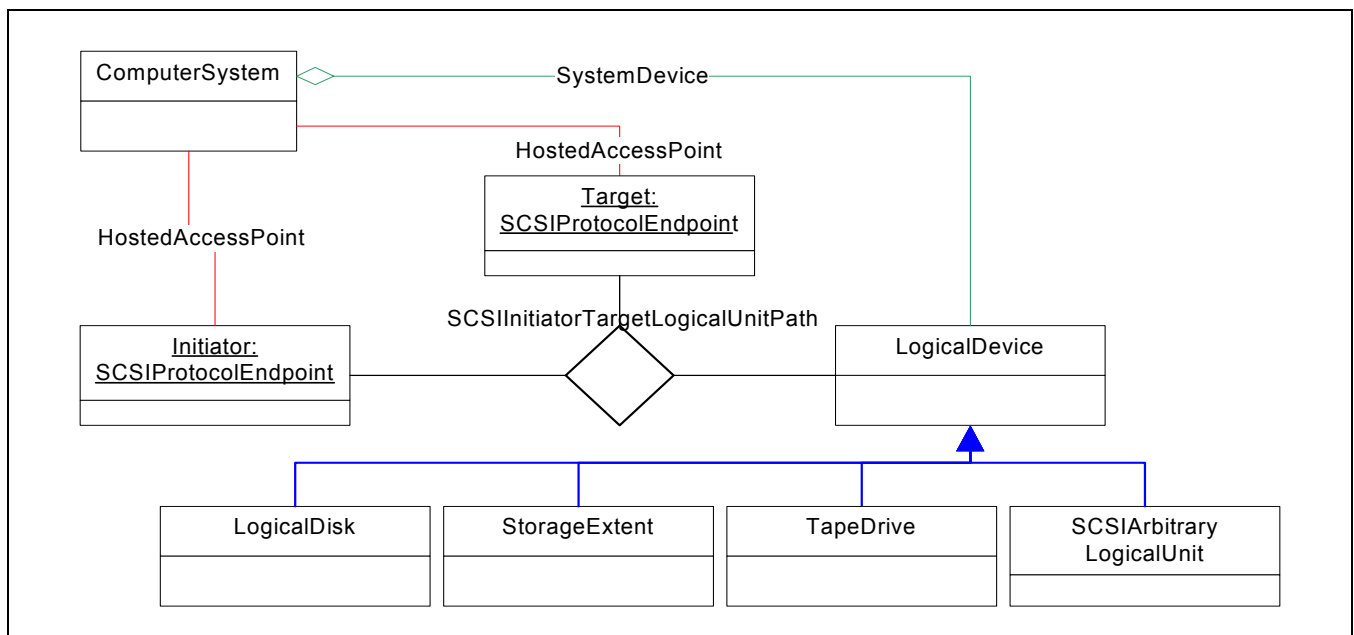 ComputerSystem
SystemDevice
HostedAccessPoint
Target:
SCSIProtocolEndpoint
HostedAccessPoint
SCSIInitiatorTargetLogicalUnitPath
Initiator:
SCSIProtocolEndpoint
LogicalDevice
LogicalDisk
StorageExtent
TapeDrive
SCSIArbitrary
LogicalUnit